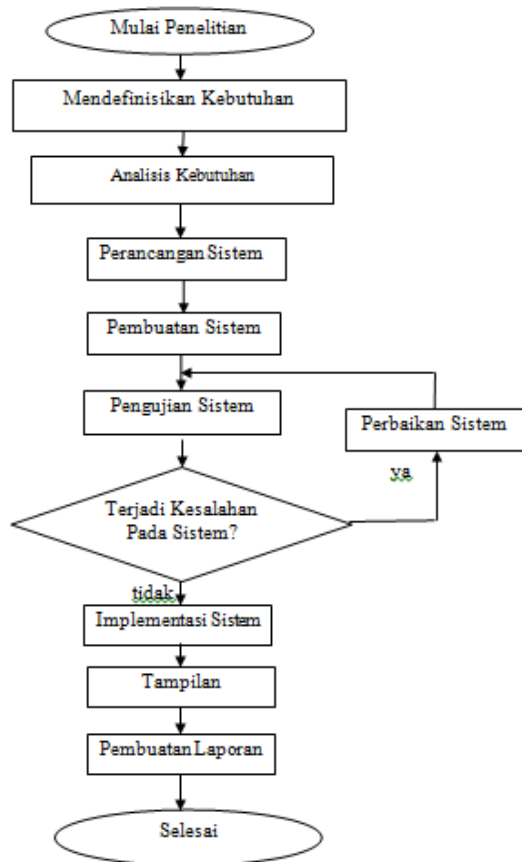 Mulai Penelitian
Mendefinisikan Kebutuhan
Analisis Kebutuhan
Perancangan Sistem
Pembuatan Sistem
Pengujian Sistem
Perbaikan Sistem
ya
Terjadi Kesalahan
Pada Sistem?
tidak
Implementasi Sistem
Tampilan
Pembuatan Laporan
Selesai